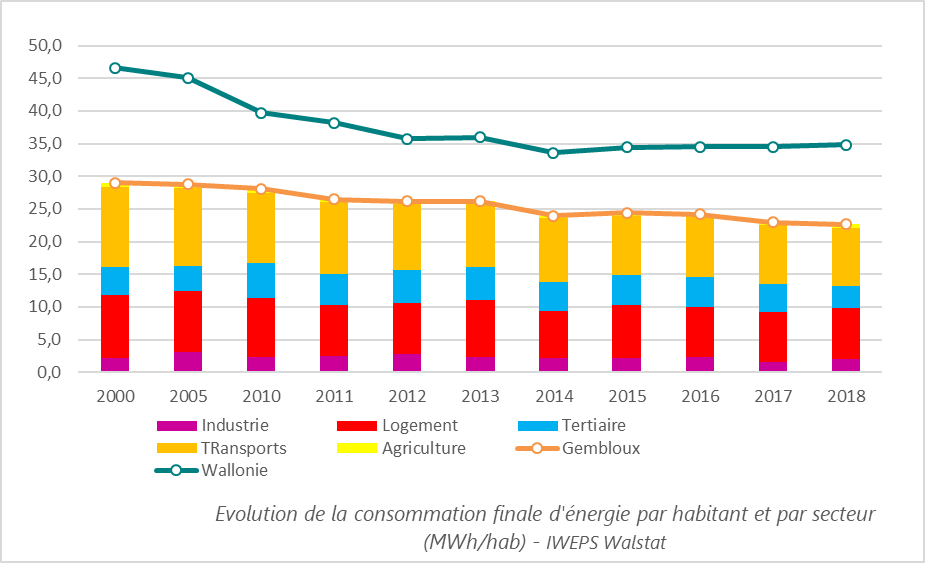 50,0
45,0
40,0
35,0
30,0
25,0
20,0
15,0
10,0
5,0
0,0
2000 2005 2010 2011 2012 2013 2014 2015 2016 2017 2018
Industrie Logement Tertiaire
TRansports Agriculture Gembloux
Wallonie
Evolution de la consommation finale d'énergie par habitant et par secteur
(MWh/hab) - IWEPS Walstat